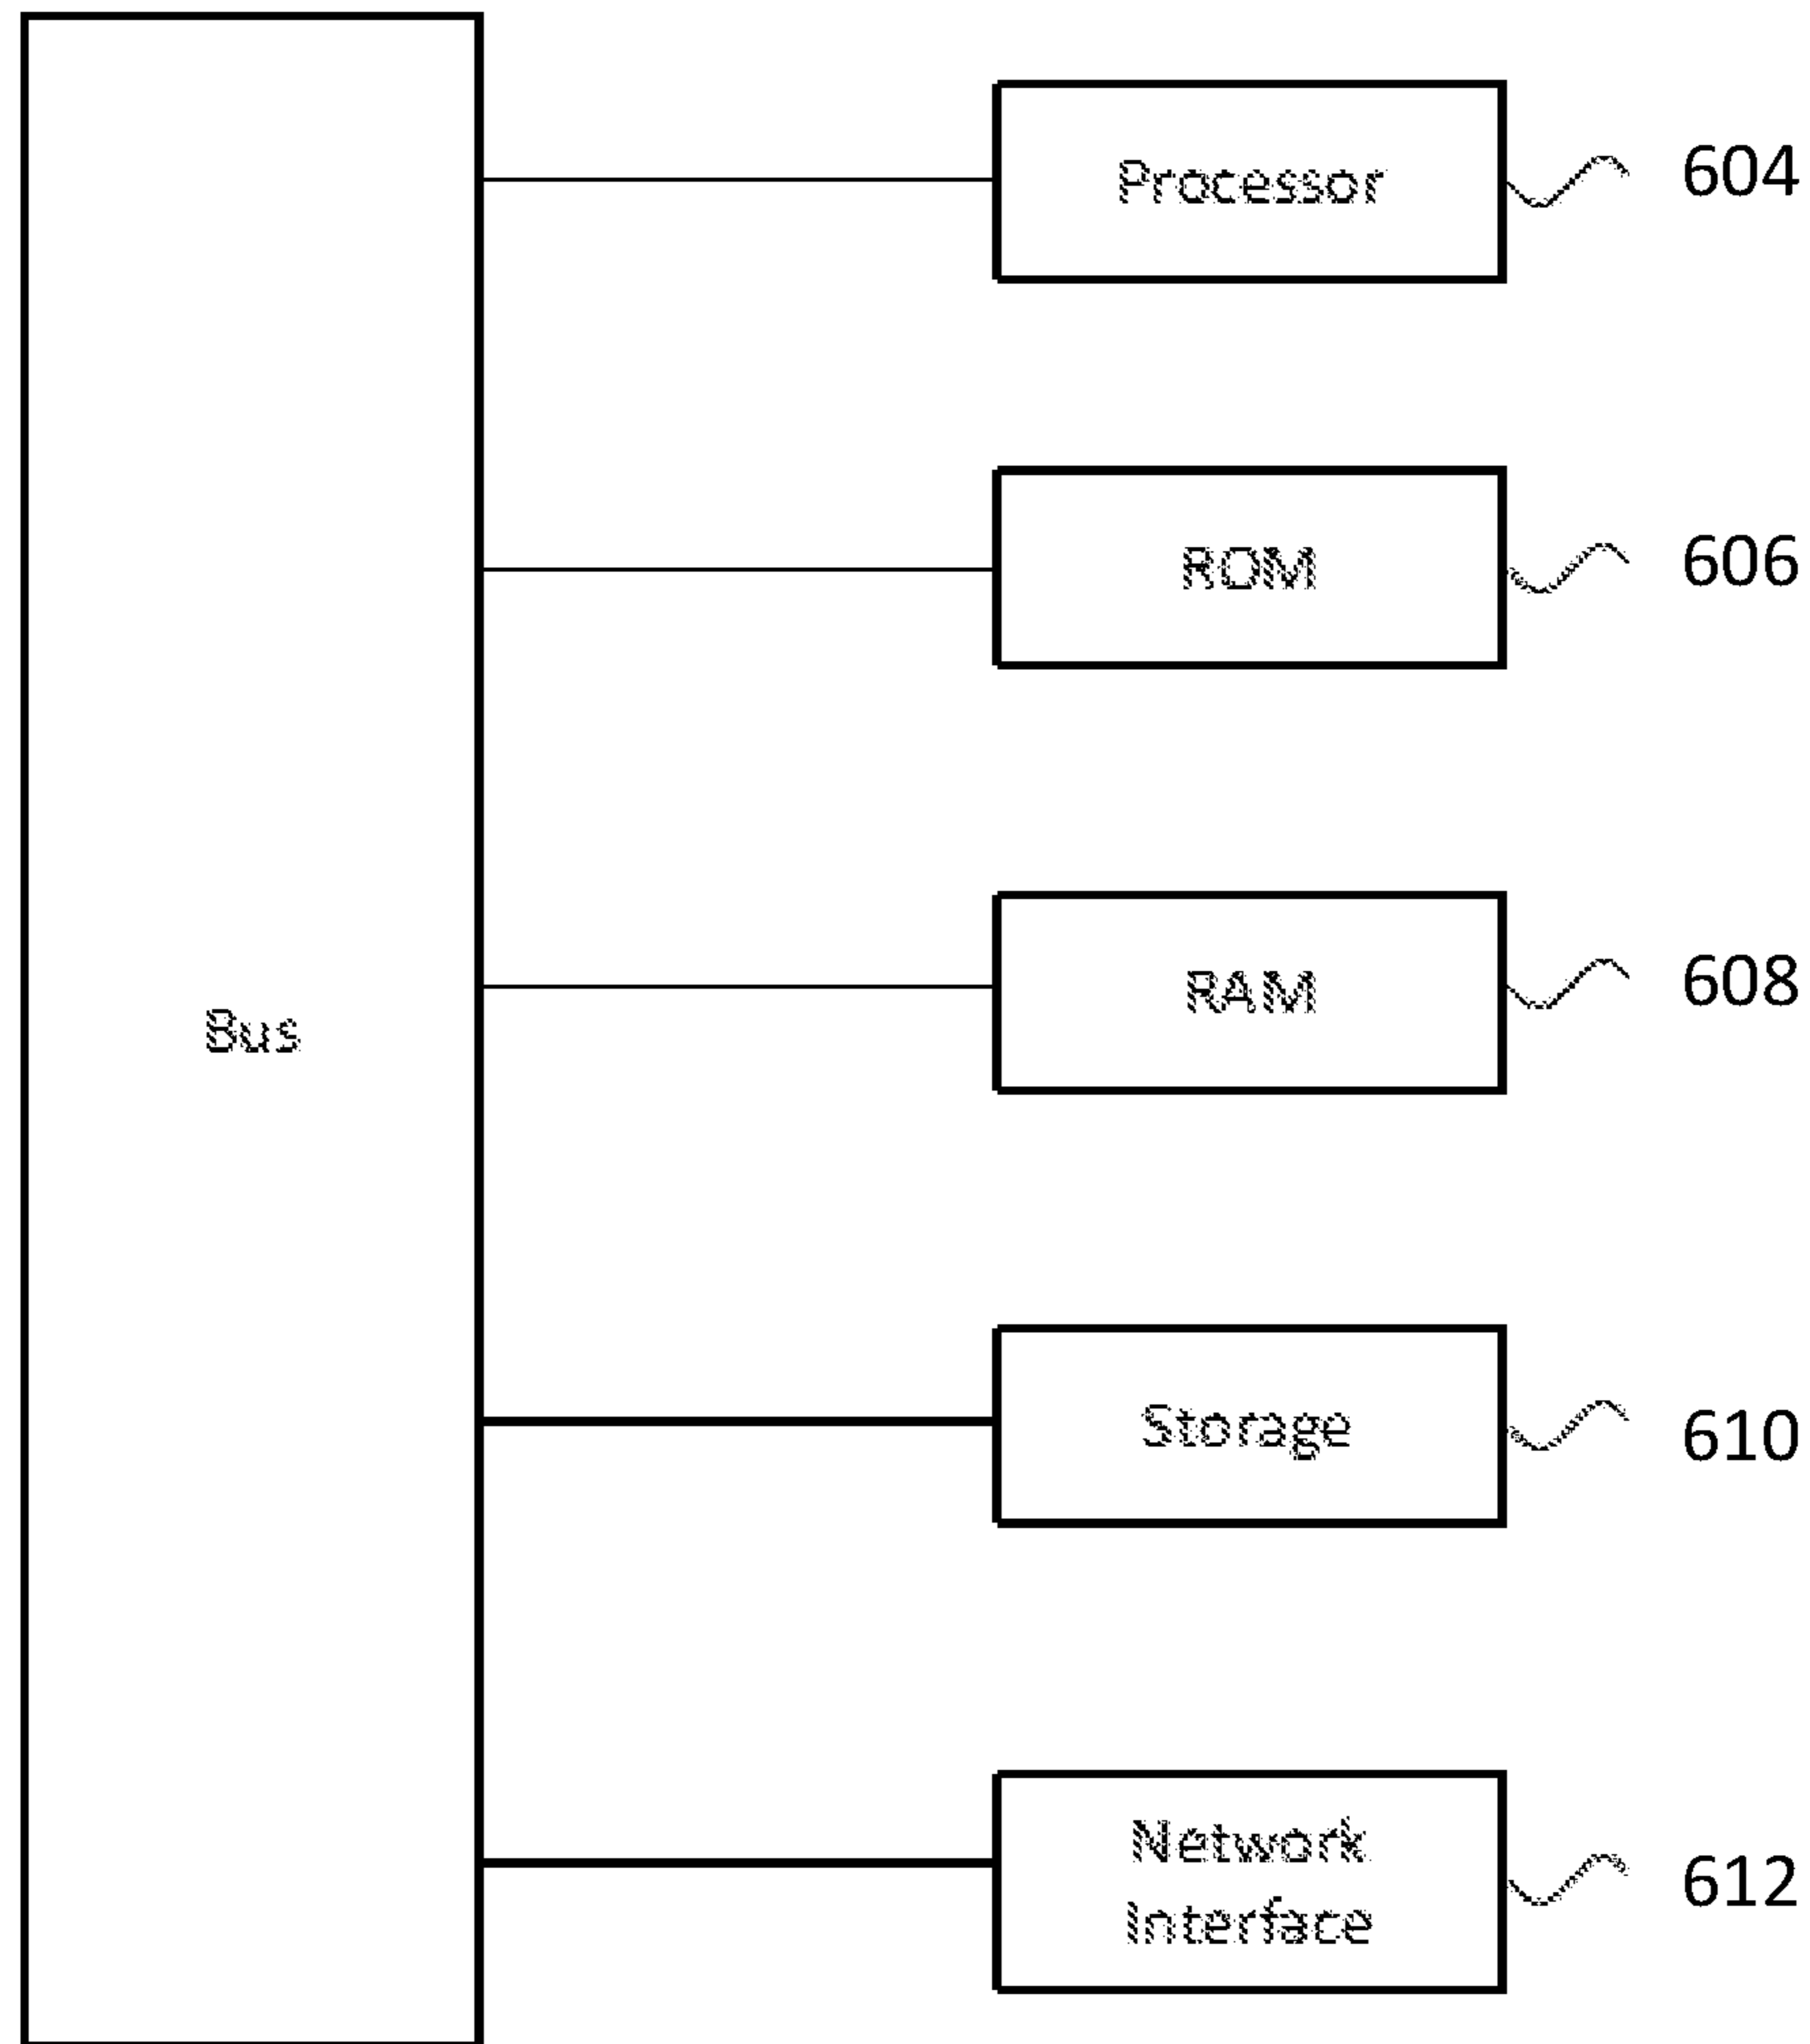 Processor
604
ROM
606
RAM
608
Bus
Storage
610
Network
Interface
612